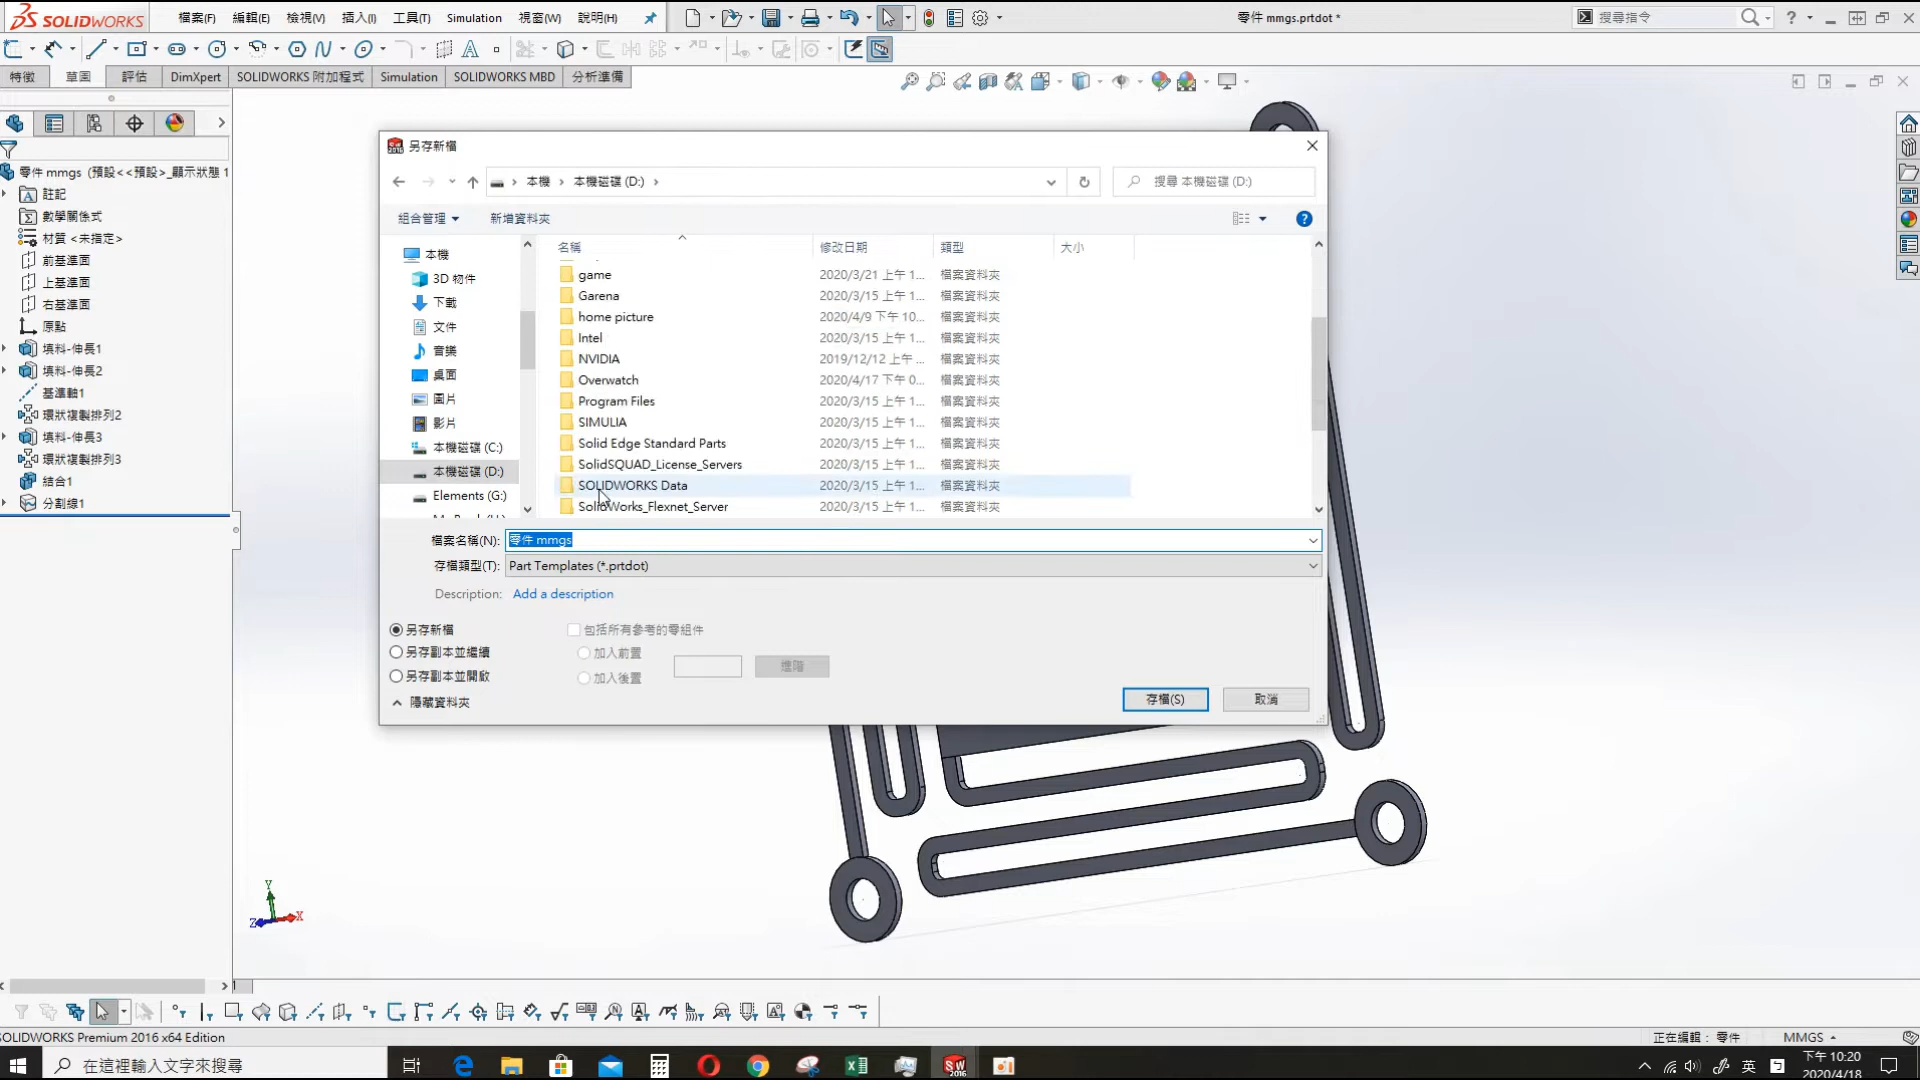 SOLIDWORKS 檔案(F) 編輯(E) 檢視(V) 插入(I) 工具(T) Simulation 視窗(W) 說明(H) 零件 mmgs.prtdot * 搜尋指令
特徵 草圖 評估 DimXpert SOLIDWORKS 附加程式 Simulation SOLIDWORKS MBD 分析準備
零件 mmgs (預設<<預設>_顯示狀態 1
註記
數學關係式
材質 <未指定>
前基準面
上基準面
右基準面
原點
填料-伸長1
填料-伸長2
基準軸1
環狀複製排列2
填料-伸長3
環狀複製排列3
結合1
分割線1
另存新檔
本機 › 本機磁碟 (D:) › 搜尋 本機磁碟 (D:)
組合管理 新增資料夾
本機
3D 物件
下載
文件
音樂
桌面
圖片
影片
本機磁碟 (C:)
本機磁碟 (D:)
Elements (G:)
名稱 修改日期 類型 大小
game 2020/3/21 上午 1... 檔案資料夾
Garena 2020/3/15 上午 1... 檔案資料夾
home picture 2020/4/9 下午 10... 檔案資料夾
Intel 2020/3/15 上午 1... 檔案資料夾
NVIDIA 2019/12/12 上午 ... 檔案資料夾
Overwatch 2020/4/17 下午 0... 檔案資料夾
Program Files 2020/3/15 上午 1... 檔案資料夾
SIMULIA 2020/3/15 上午 1... 檔案資料夾
Solid Edge Standard Parts 2020/3/15 上午 1... 檔案資料夾
SolidSQUAD_License_Servers 2020/3/15 上午 1... 檔案資料夾
SOLIDWORKS Data 2020/3/15 上午 1... 檔案資料夾
SolidWorks_Flexnet_Server 2020/3/15 上午 1... 檔案資料夾
檔案名稱(N): 零件 mmgs
存檔類型(T): Part Templates (*.prtdot)
Description: Add a description
另存新檔 包括所有參考的零組件
另存副本並繼續 加入前置 進階
另存副本並開啟 加入後置
隱藏資料夾 存檔(S) 取消
Y
Z X
SOLIDWORKS Premium 2016 x64 Edition 正在編輯：零件 MMGS
在這裡輸入文字來搜尋 英 下午 10:20
2020/4/18